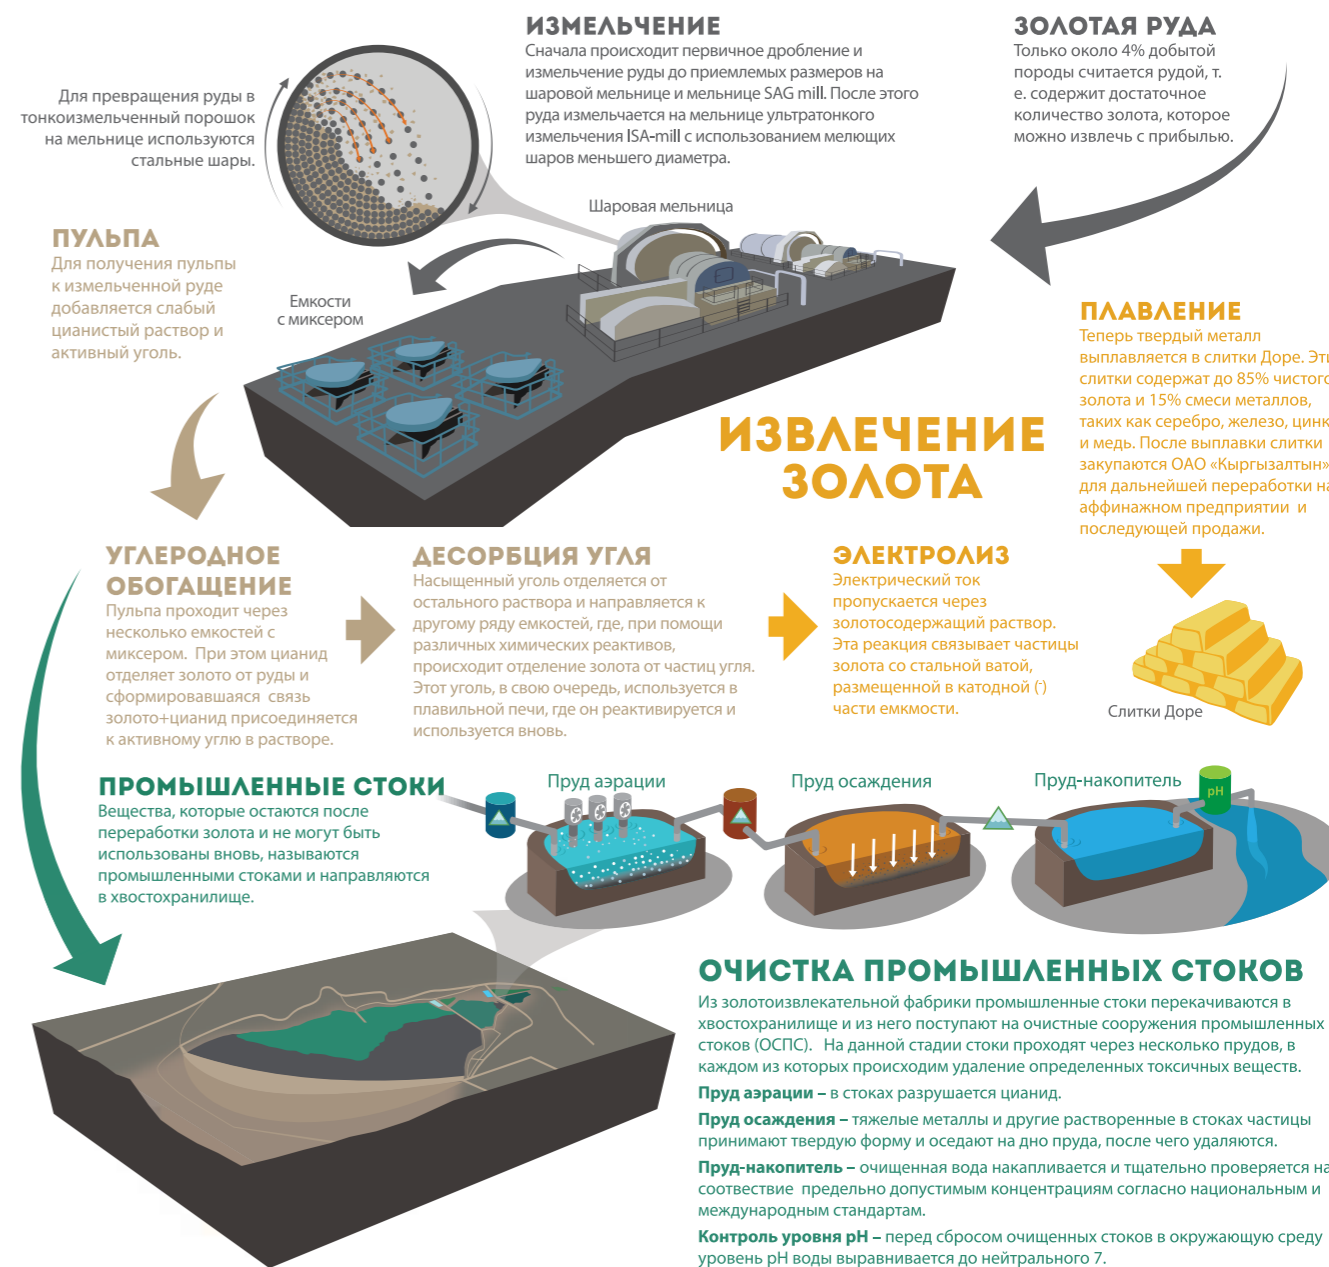 ИЗМЕЛЬЧЕНИЕ
Сначала происходит первичное дробление и
измельчение руды до приемлемых размеров на
шаровой мельнице и мельнице SAG mill. После этого
руда измельчается на мельнице ультратонкого
измельчения ISA-mill с использованием мелющих
шаров меньшего диаметра.
ЗОЛОТАЯ РУДА
Только около 4% добытой
породы считается рудой, т.
е. содержит достаточное
количество золота, которое
можно извлечь с прибылью.
Для превращения руды в
тонкоизмельченный порошок
на мельнице используются
стальные шары.
Шаровая мельница
ПУЛЬПА
Для получения пульпы
к измельченной руде
добавляется слабый
цианистый раствор и
активный уголь.
Емкости
с миксером
ПЛАВЛЕНИЕ
Теперь твердый металл
выплавляется в слитки Доре. Эти
слитки содержат до 85% чистого
золота и 15% смеси металлов,
таких как серебро, железо, цинк
и медь. После выплавки слитки
закупаются ОАО «Кыргызалтын»
для дальнейшей переработки на
аффинажном предприятии и
последующей продажи.
ИЗВЛЕЧЕНИЕ
ЗОЛОТА
УГЛЕРОДНОЕ
ОБОГАЩЕНИЕ
Пульпа проходит через
несколько емкостей с
миксером. При этом цианид
отделяет золото от руды и
сформировавшаяся связь
золото+цианид присоединяется
к активному углю в растворе.
ДЕСОРБЦИЯ УГЛЯ
Насыщенный уголь отделяется от
остального раствора и направляется к
другому ряду емкостей, где, при помощи
различных химических реактивов,
происходит отделение золота от частиц угля.
Этот уголь, в свою очередь, используется в
плавильной печи, где он реактивируется и
используется вновь.
ЭЛЕКТРОЛИЗ
Электрический ток
пропускается через
золотосодержащий раствор.
Эта реакция связывает частицы
золота со стальной ватой,
размещенной в катодной (-)
части емкмости.
Слитки Доре
ПРОМЫШЛЕННЫЕ СТОКИ
Вещества, которые остаются после
переработки золота и не могут быть
использованы вновь, называются
промышленными стоками и направляются
в хвостохранилище.
Пруд аэрации
Пруд осаждения
Пруд-накопитель
pH
ОЧИСТКА ПРОМЫШЛЕННЫХ СТОКОВ
Из золотоизвлекательной фабрики промышленные стоки перекачиваются в
хвостохранилище и из него поступают на очистные сооружения промышленных
стоков (ОСПС). На данной стадии стоки проходят через несколько прудов, в
каждом из которых происходим удаление определенных токсичных веществ.
Пруд аэрации – в стоках разрушается цианид.
Пруд осаждения – тяжелые металлы и другие растворенные в стоках частицы
принимают твердую форму и оседают на дно пруда, после чего удаляются.
Пруд-накопитель – очищенная вода накапливается и тщательно проверяется на
соотвествие предельно допустимым концентрациям согласно национальным и
международным стандартам.
Контроль уровня pH – перед сбросом очищенных стоков в окружающую среду
уровень pH воды выравнивается до нейтрального 7.